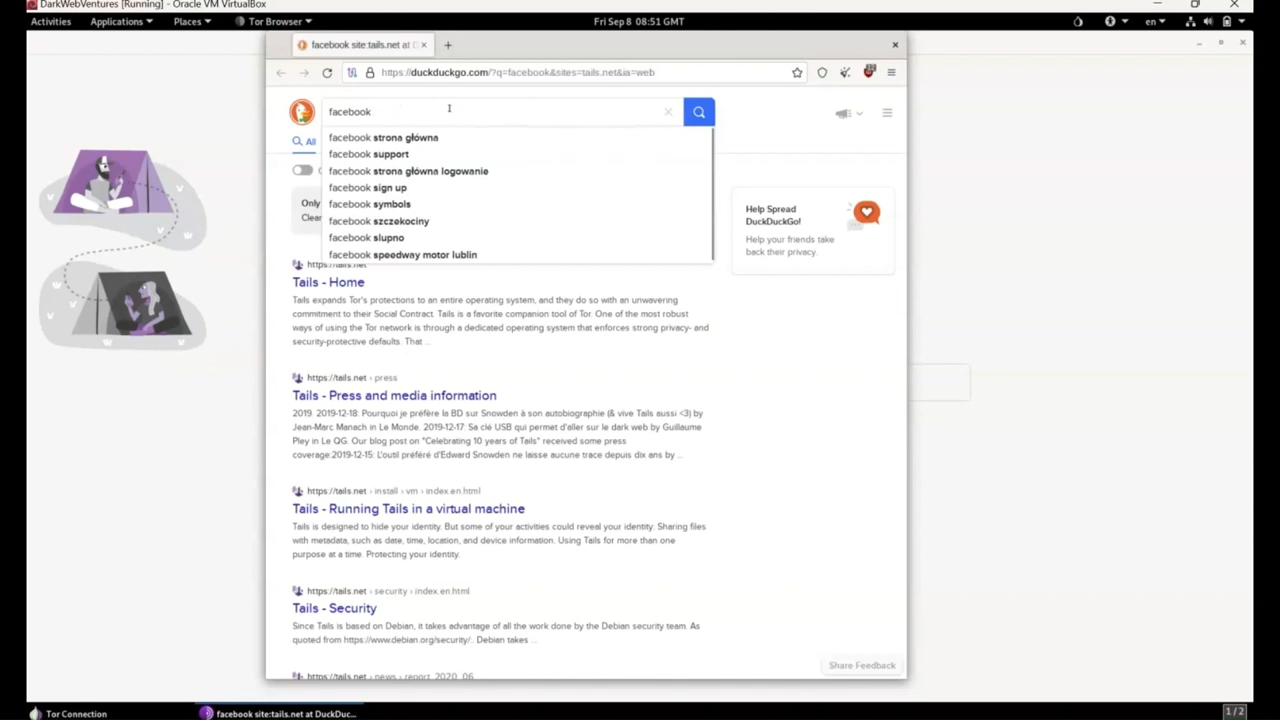 DarkWebVentures [Running] - Oracle VM VirtualBox
Activities Applications Places Tor Browser Fri Sep 8 08:51 GMT en
facebook site:tails.net at D
https://duckduckgo.com/?q=facebook&sites=tails.net&ia=web
facebook
All
facebook strona główna
facebook support
facebook strona główna logowanie
facebook sign up
facebook symbols
facebook szczekociny
facebook slupno
facebook speedway motor lublin
Only
Clear
Help Spread
DuckDuckGo!
Help your friends take
back their privacy.
https://tails.net
Tails - Home
Tails expands Tor's protections to an entire operating system, and they do so with an unwavering
commitment to their Social Contract. Tails is a favorite companion tool of Tor. One of the most robust
ways of using the Tor network is through a dedicated operating system that enforces strong privacy- and
security-protective defaults. That ...
https://tails.net › press
Tails - Press and media information
2019. 2019-12-18: Pourquoi je préfère la BD sur Snowden à son autobiographie (& vive Tails aussi <3) by
Jean-Marc Manach in Le Monde. 2019-12-17: Sa clé USB qui permet d'aller sur le dark web by Guillaume
Pley in Le QG. Our blog post on "Celebrating 10 years of Tails" received some press
coverage:2019-12-15: L'outil préféré d'Edward Snowden ne laisse aucune trace depuis dix ans by ...
https://tails.net › install › vm › index.en.html
Tails - Running Tails in a virtual machine
Tails is designed to hide your identity. But some of your activities could reveal your identity. Sharing files
with metadata, such as date, time, location, and device information. Using Tails for more than one
purpose at a time. Protecting your identity.
https://tails.net › security › index.en.html
Tails - Security
Since Tails is based on Debian, it takes advantage of all the work done by the Debian security team. As
quoted from https://www.debian.org/security/:. Debian takes ...
https://tails.net › news › report_2020_06
Share Feedback
Tor Connection facebook site:tails.net at DuckDuc... 1 / 2